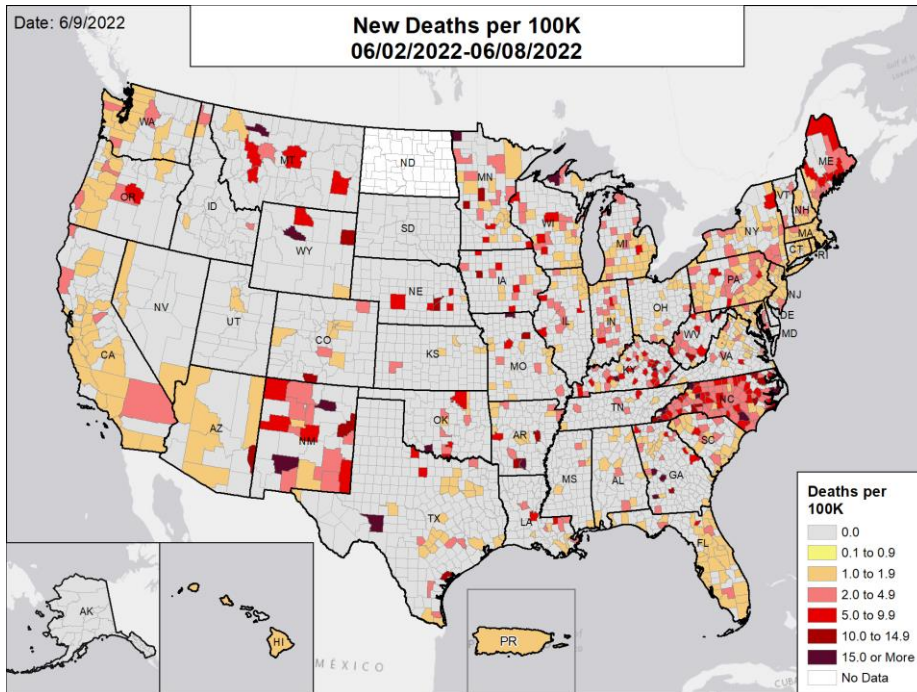 Date: 6/9/2022
New Deaths per 100K
06/02/2022-06/08/2022
WA
MT
ND
MN
ME
OR
ID
WY
SD
WI
MI
VT
NH
NY
MA
CT
RI
NV
UT
CO
NE
IA
IL
IN
OH
PA
NJ
DE
MD
CA
KS
MO
KY
WV
VA
AZ
NM
OK
AR
TN
NC
SC
TX
LA
MS
AL
GA
FL
AK
HI
PR
MÉXICO
Deaths per
100K
0.0
0.1 to 0.9
1.0 to 1.9
2.0 to 4.9
5.0 to 9.9
10.0 to 14.9
15.0 or More
No Data